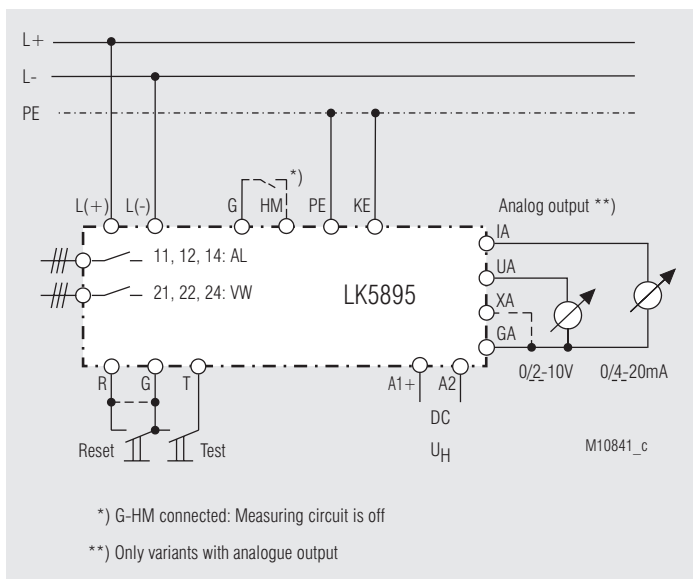 L+
L-
PE
*)
L(+) L(-) G HM PE KE Analog output **)
IA
11, 12, 14: AL
UA
21, 22, 24: VW
LK5895
XA
GA
R G T A1+ A2 0/2-10V 0/4-20mA
DC
Reset Test UH M10841_c
*) G-HM connected: Measuring circuit is off
**) Only variants with analogue output